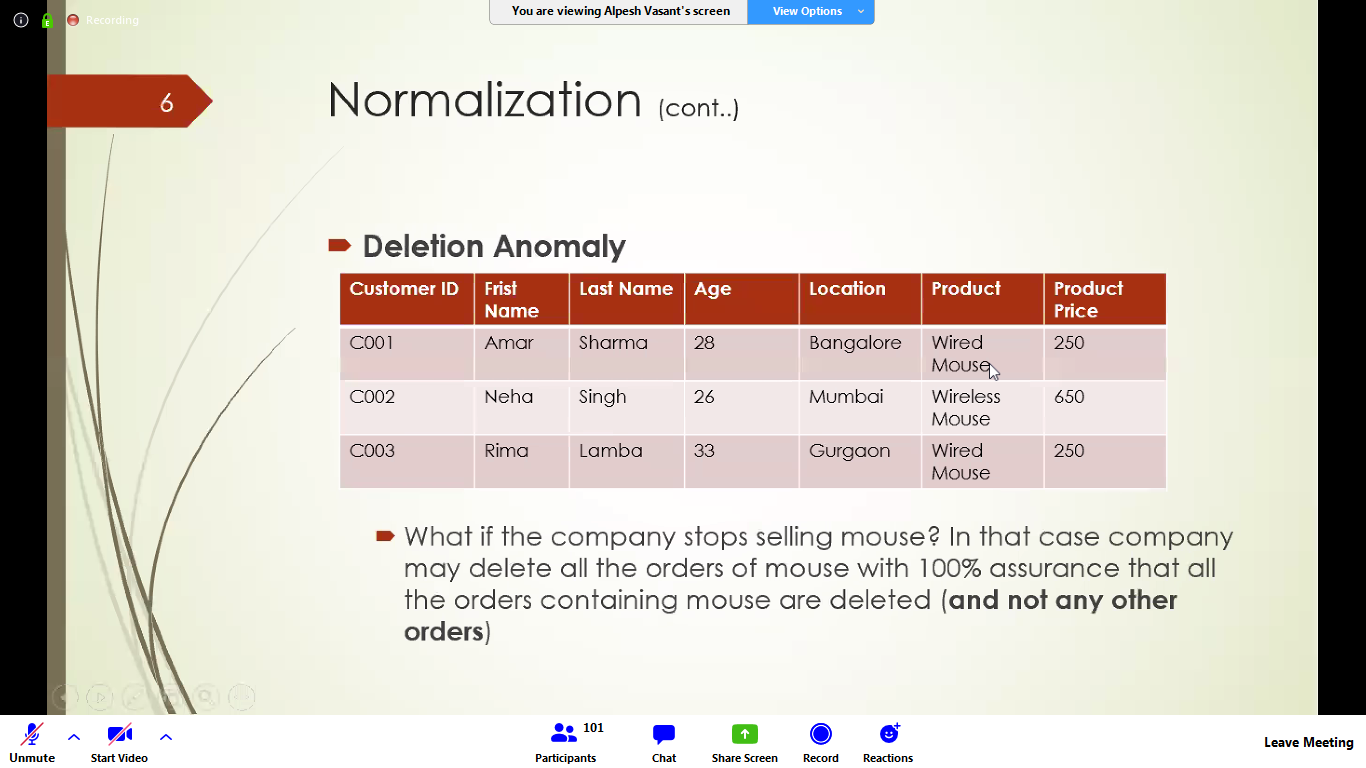 Recording
You are viewing Alpesh Vasant's screen
View Options
6
Normalization (cont..)
Deletion Anomaly
Customer ID Frist Name Last Name Age Location Product Product Price
C001 Amar Sharma 28 Bangalore Wired Mouse 250
C002 Neha Singh 26 Mumbai Wireless Mouse 650
C003 Rima Lamba 33 Gurgaon Wired Mouse 250
What if the company stops selling mouse? In that case company
may delete all the orders of mouse with 100% assurance that all
the orders containing mouse are deleted (and not any other
orders)
101
Unmute Start Video Participants Chat Share Screen Record Reactions Leave Meeting